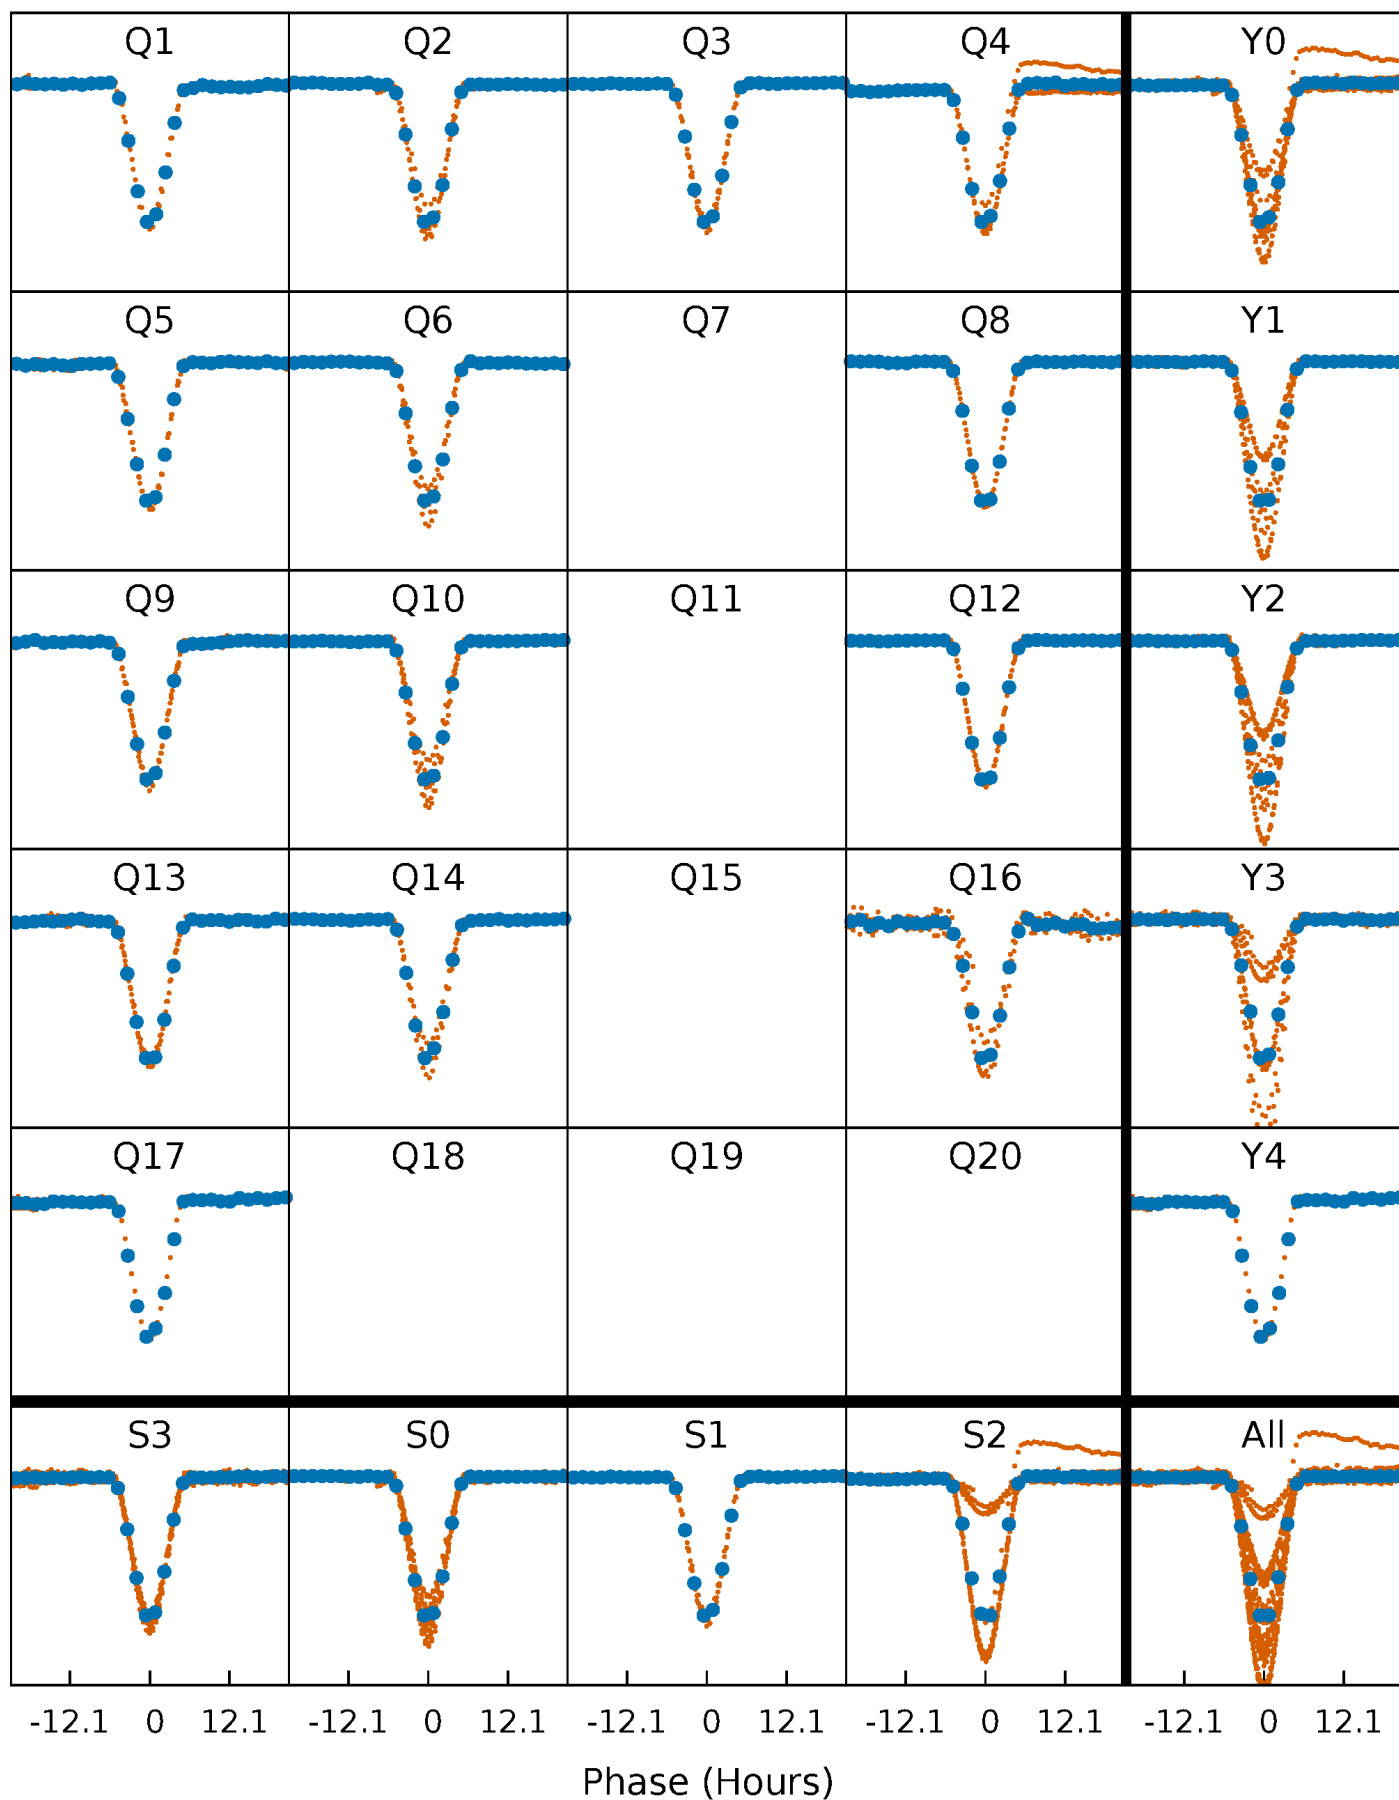 Q1 Q2 Q3 Q4 Y0
Q5 Q6 Q7 Q8 Y1
Q9 Q10 Q11 Q12 Y2
Q13 Q14 Q15 Q16 Y3
Q17 Q18 Q19 Q20 Y4
S3 S0 S1 S2 All
-12.1 0 12.1 -12.1 0 12.1 -12.1 0 12.1 -12.1 0 12.1 -12.1 0 12.1
Phase (Hours)